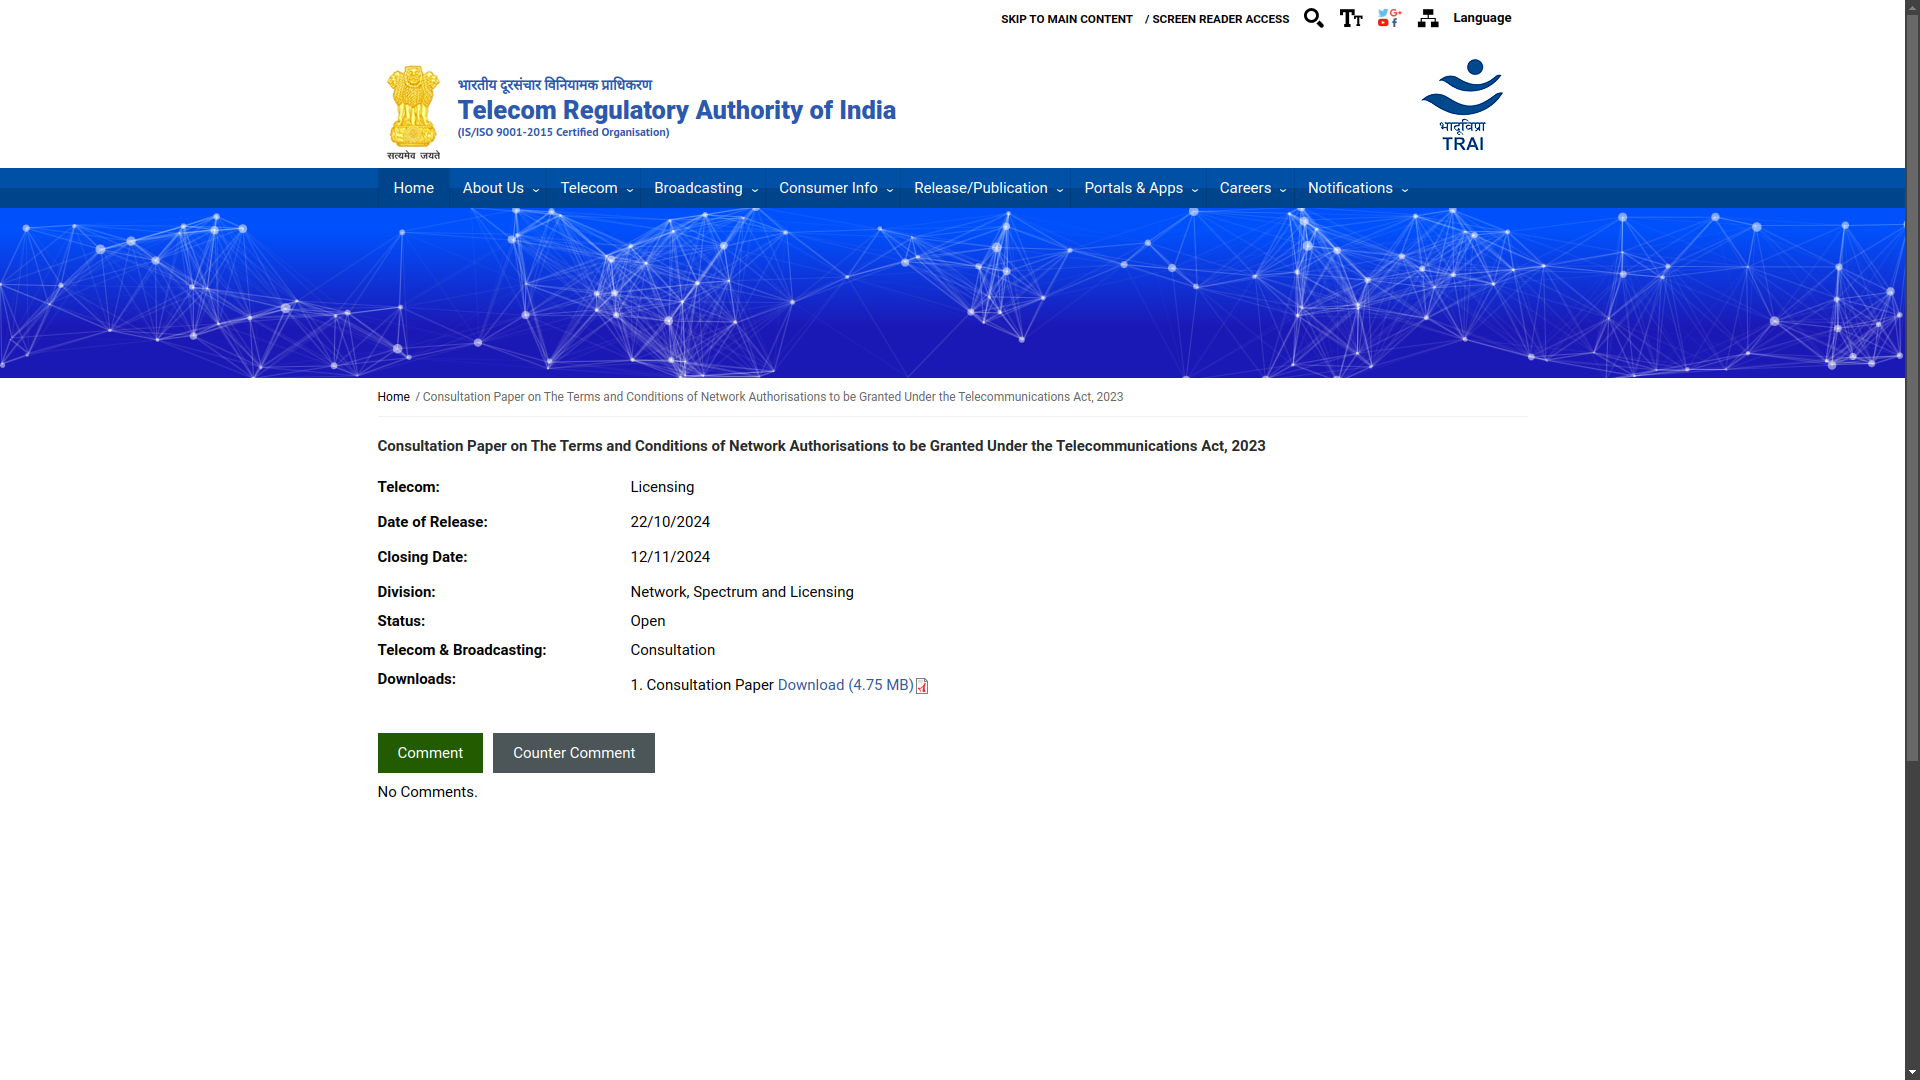 SKIP TO MAIN CONTENT / SCREEN READER ACCESS Language
भारतीय दूरसंचार विनियामक प्राधिकरण
Telecom Regulatory Authority of India
(IS/ISO 9001-2015 Certified Organisation)
सत्यमेव जयते
भादूविप्रा
TRAI
Home About Us Telecom Broadcasting Consumer Info Release/Publication Portals & Apps Careers Notifications
Home / Consultation Paper on The Terms and Conditions of Network Authorisations to be Granted Under the Telecommunications Act, 2023
Consultation Paper on The Terms and Conditions of Network Authorisations to be Granted Under the Telecommunications Act, 2023
Telecom: Licensing
Date of Release: 22/10/2024
Closing Date: 12/11/2024
Division: Network, Spectrum and Licensing
Status: Open
Telecom & Broadcasting: Consultation
Downloads: 1. Consultation Paper Download (4.75 MB)
Comment Counter Comment
No Comments.